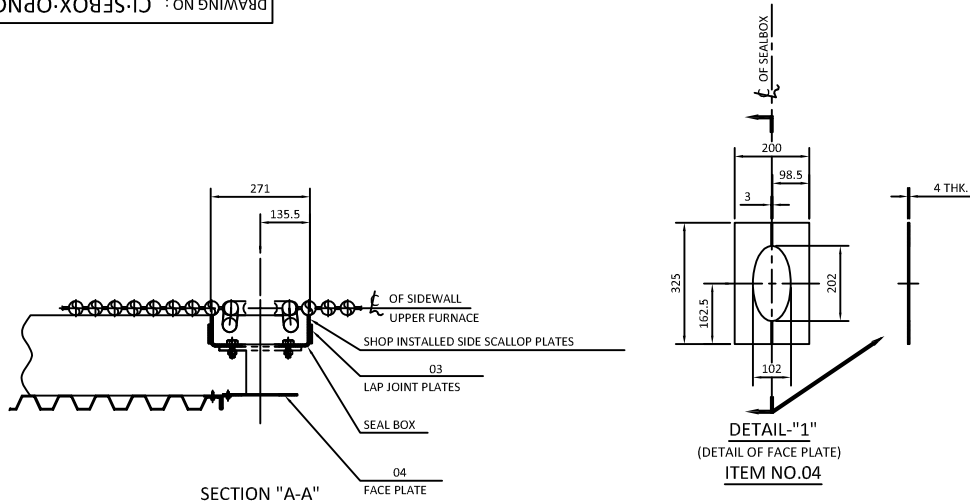 DRAWING NO : CI·SEBOX·OPNO
271
135.5
℄ OF SIDEWALL
UPPER FURNACE
SHOP INSTALLED SIDE SCALLOP PLATES
03
LAP JOINT PLATES
SEAL BOX
04
FACE PLATE
SECTION "A-A"
℄ OF SEALBOX
200
98.5
3
4 THK.
325
162.5
202
102
DETAIL-"1"
(DETAIL OF FACE PLATE)
ITEM NO.04